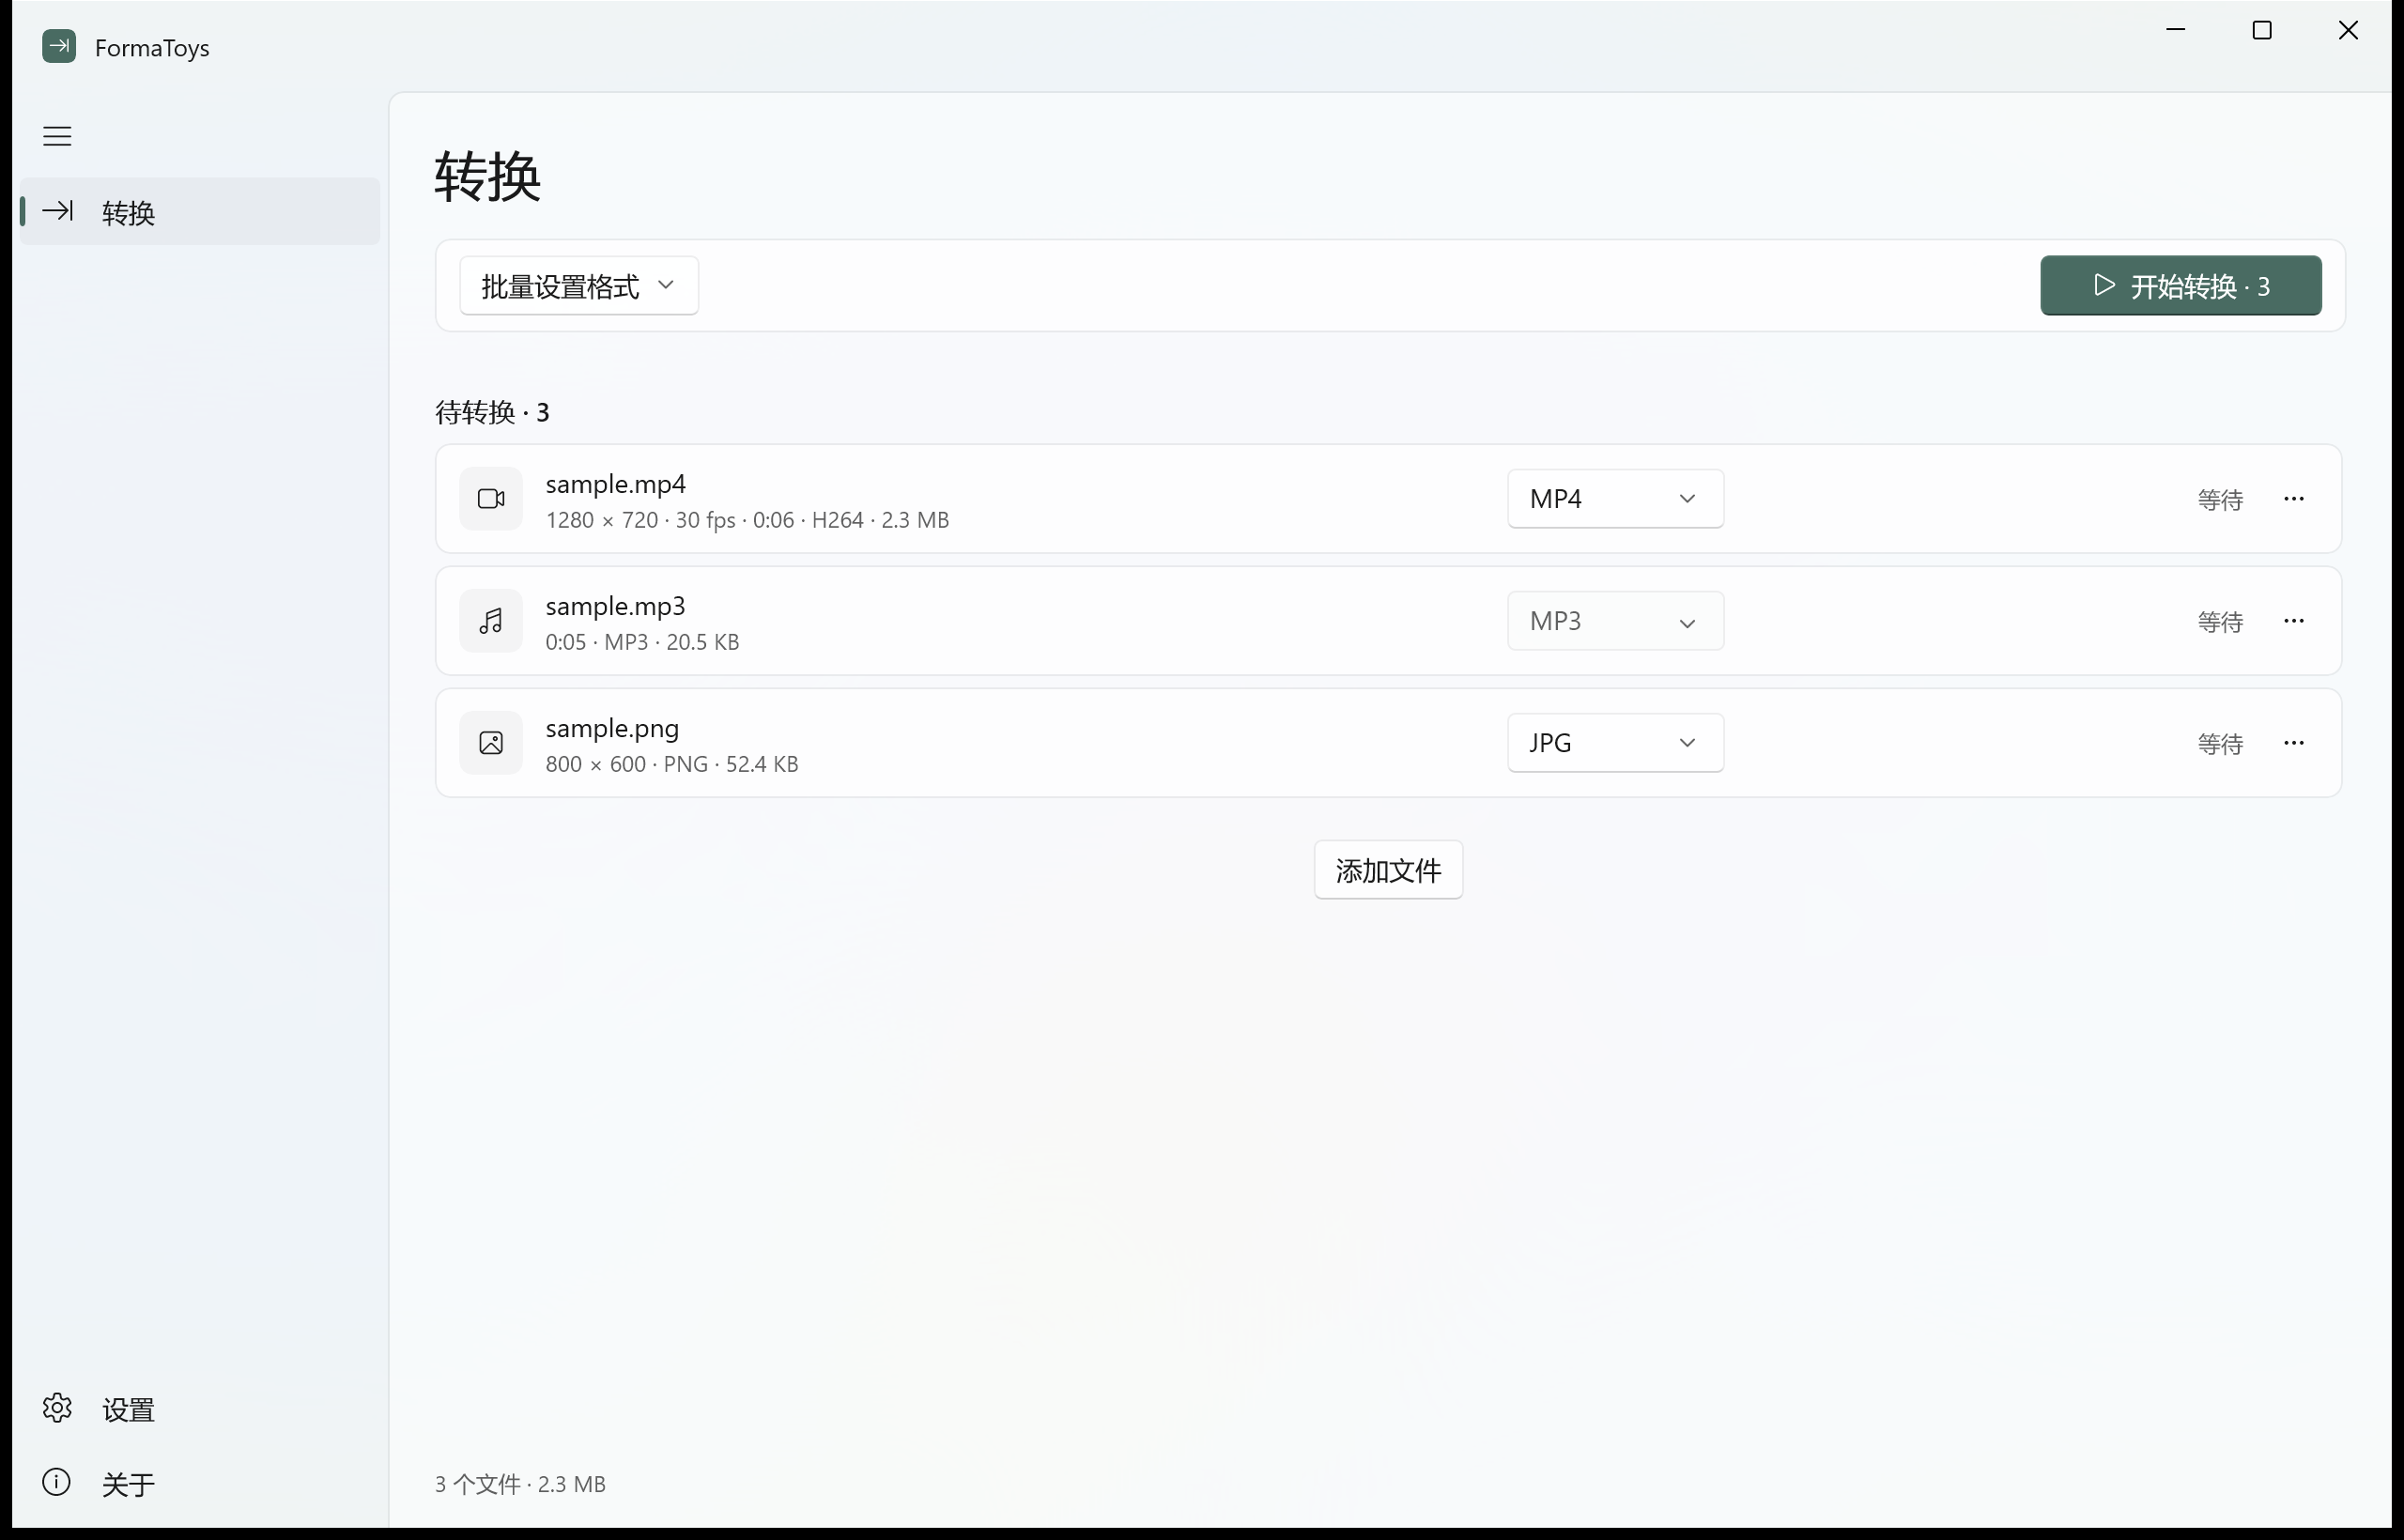 FormaToys
转换
转换
批量设置格式
开始转换 · 3
待转换 · 3
sample.mp4
1280 × 720 · 30 fps · 0:06 · H264 · 2.3 MB
MP4
等待
sample.mp3
0:05 · MP3 · 20.5 KB
MP3
等待
sample.png
800 × 600 · PNG · 52.4 KB
JPG
等待
添加文件
设置
关于
3 个文件 · 2.3 MB